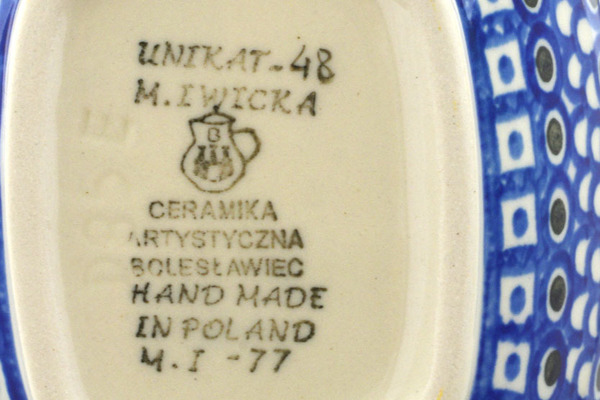 UNIKAT-48
M. IWICKA
B
CERAMIKA
ARTYSTYCZNA
BOLESŁAWIEC
HAND MADE
IN POLAND
M.I -77